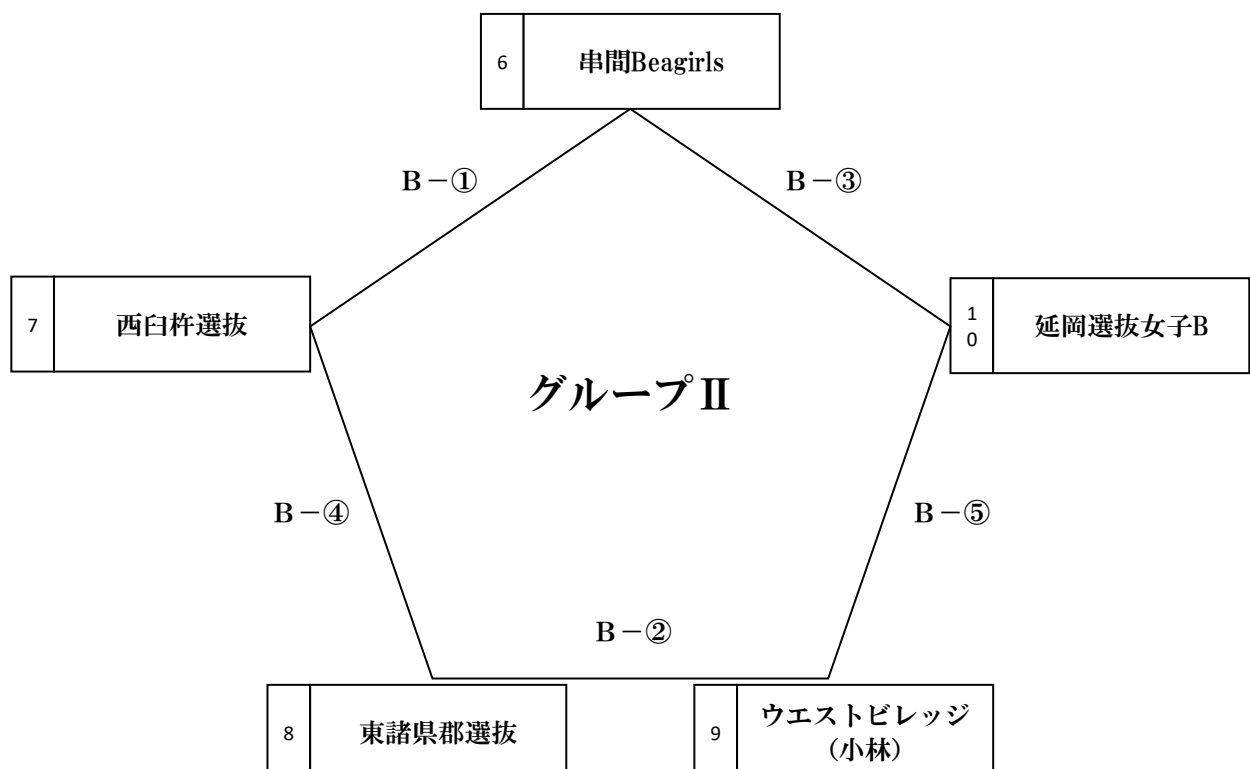 6
串間Beagirls
B－①
B－③
7
西臼杵選抜
10
延岡選抜女子B
グループⅡ
B－④
B－⑤
B－②
8
東諸県郡選抜
9
ウエストビレッジ
（小林）